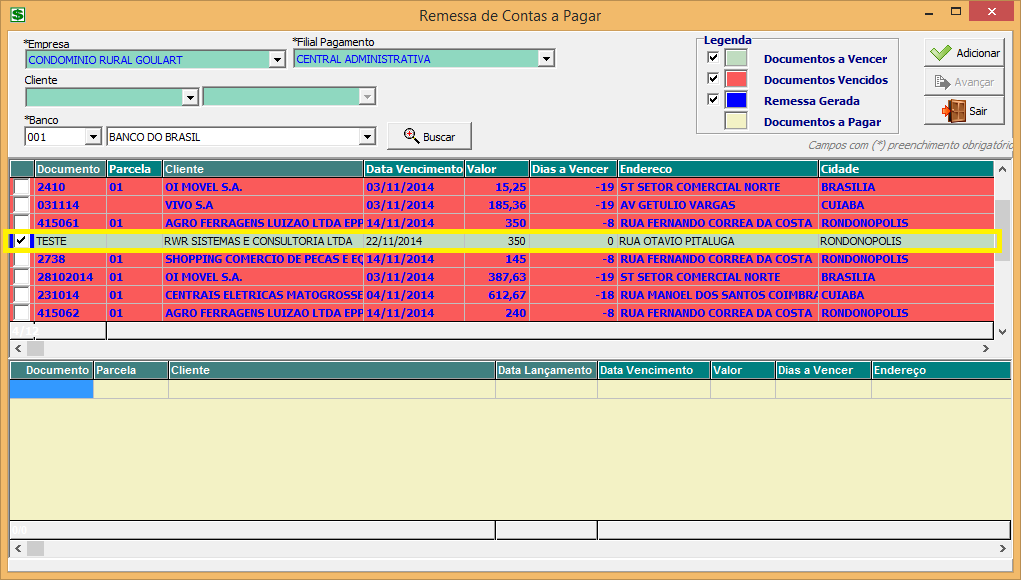 Remessa de Contas a Pagar
*Empresa
*Filial Pagamento
CONDOMINIO RURAL GOULART
CENTRAL ADMINISTRATIVA
Cliente
*Banco
001
BANCO DO BRASIL
Buscar
Legenda
Documentos a Vencer
Documentos Vencidos
Remessa Gerada
Documentos a Pagar
Adicionar
Avançar
Sair
Campos com (*) preenchimento obrigatório
Documento Parcela Cliente Data Vencimento Valor Dias a Vencer Endereco Cidade
2410 01 OI MOVEL S.A. 03/11/2014 15,25 -19 ST SETOR COMERCIAL NORTE BRASILIA
031114 VIVO S.A 03/11/2014 185,36 -19 AV GETULIO VARGAS CUIABA
415061 01 AGRO FERRAGENS LUIZAO LTDA EPP 14/11/2014 350 -8 RUA FERNANDO CORREA DA COSTA RONDONOPOLIS
TESTE RWR SISTEMAS E CONSULTORIA LTDA 22/11/2014 350 0 RUA OTAVIO PITALUGA RONDONOPOLIS
2738 01 SHOPPING COMERCIO DE PECAS E EQ 14/11/2014 145 -8 RUA FERNANDO CORREA DA COSTA RONDONOPOLIS
28102014 01 OI MOVEL S.A. 03/11/2014 387,63 -19 ST SETOR COMERCIAL NORTE BRASILIA
231014 01 CENTRAIS ELETRICAS MATOGROSSE 04/11/2014 612,67 -18 RUA MANOEL DOS SANTOS COIMBRA CUIABA
415062 01 AGRO FERRAGENS LUIZAO LTDA EPP 14/11/2014 240 -8 RUA FERNANDO CORREA DA COSTA RONDONOPOLIS
4/12
Documento Parcela Cliente Data Lançamento Data Vencimento Valor Dias a Vencer Endereço
0/0